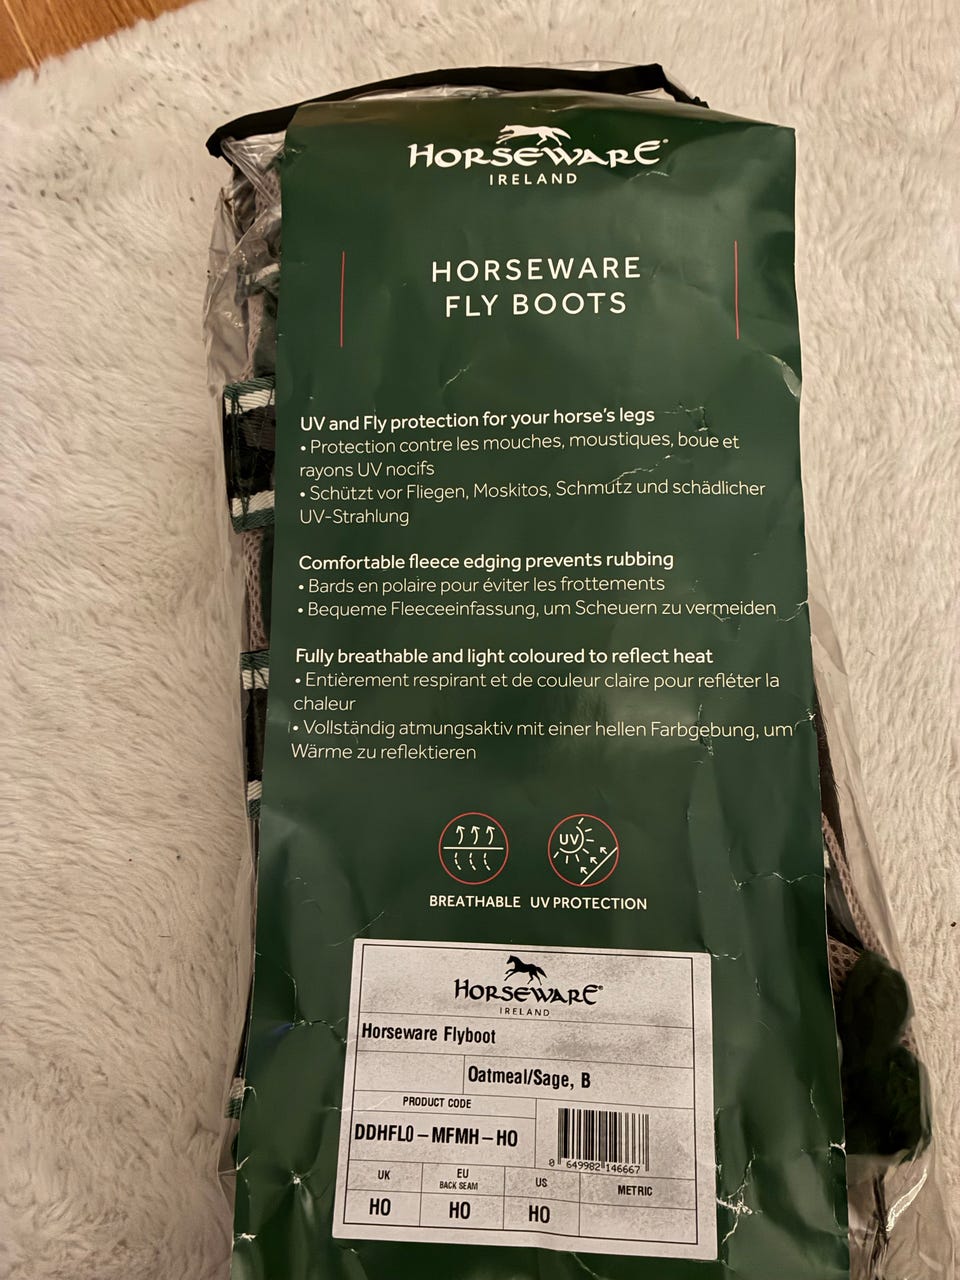 HORSEWARE®
IRELAND
HORSEWARE
FLY BOOTS
UV and Fly protection for your horse's legs
• Protection contre les mouches, moustiques, boue et
rayons UV nocifs
• Schützt vor Fliegen, Moskitos, Schmutz und schädlicher
UV-Strahlung
Comfortable fleece edging prevents rubbing
• Bards en polaire pour éviter les frottements
• Bequeme Fleeceeinfassung, um Scheuern zu vermeiden
Fully breathable and light coloured to reflect heat
• Entièrement respirant et de couleur claire pour refléter la
chaleur
• Vollständig atmungsaktiv mit einer hellen Farbgebung, um
Wärme zu reflektieren
UV
BREATHABLE UV PROTECTION
HORSEWARE®
IRELAND
Horseware Flyboot
Oatmeal/Sage, B
PRODUCT CODE
DDHFL0 – MFMH – HO
0 649982 146667
UK EU BACK SEAM US METRIC
HO HO HO